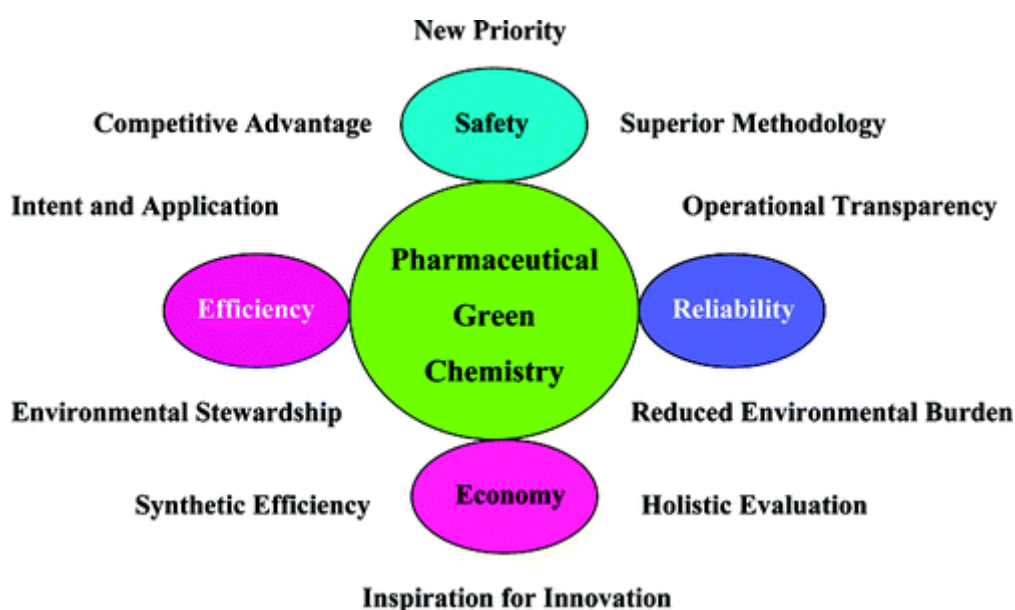 New Priority
Competitive Advantage
Safety
Superior Methodology
Intent and Application
Operational Transparency
Pharmaceutical
Green
Chemistry
Efficiency
Reliability
Environmental Stewardship
Reduced Environmental Burden
Synthetic Efficiency
Economy
Holistic Evaluation
Inspiration for Innovation